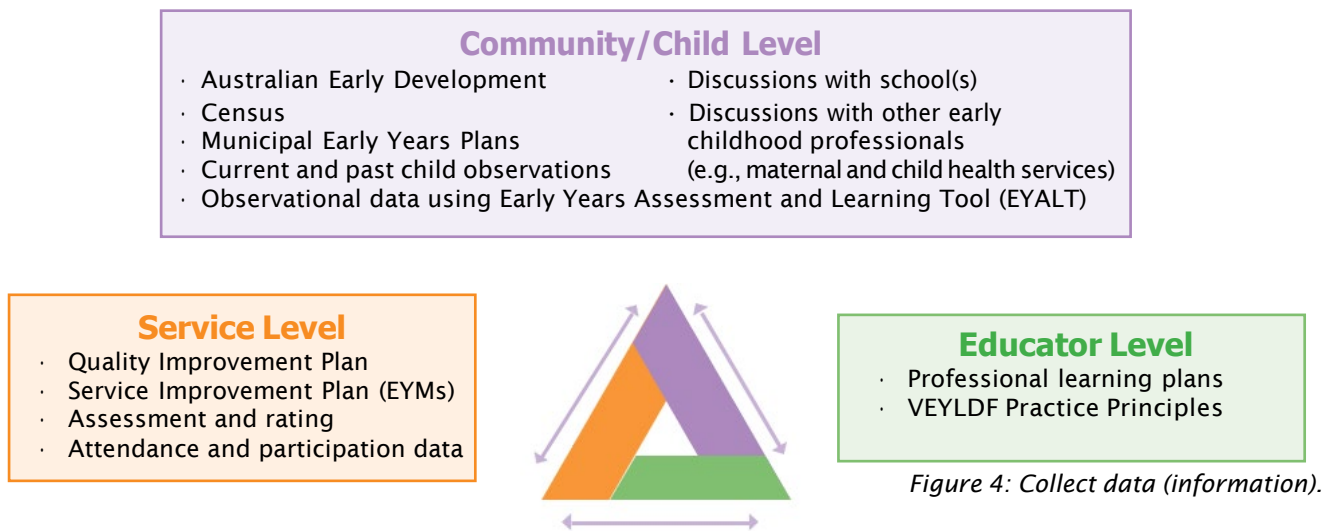 Community/Child Level
· Australian Early Development
· Census
· Municipal Early Years Plans
· Current and past child observations
· Observational data using Early Years Assessment and Learning Tool (EYALT)
· Discussions with school(s)
· Discussions with other early
childhood professionals
(e.g., maternal and child health services)
Service Level
· Quality Improvement Plan
· Service Improvement Plan (EYMs)
· Assessment and rating
· Attendance and participation data
Educator Level
· Professional learning plans
· VEYLDF Practice Principles
Figure 4: Collect data (information).